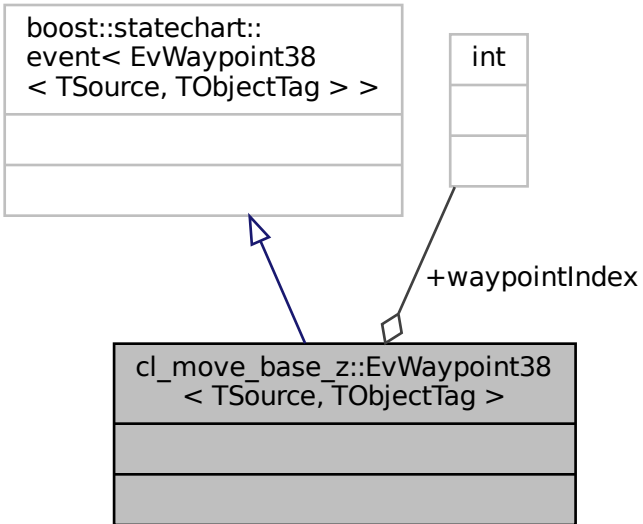 boost::statechart::
event< EvWaypoint38
< TSource, TObjectTag > >
int
+waypointIndex
cl_move_base_z::EvWaypoint38
< TSource, TObjectTag >